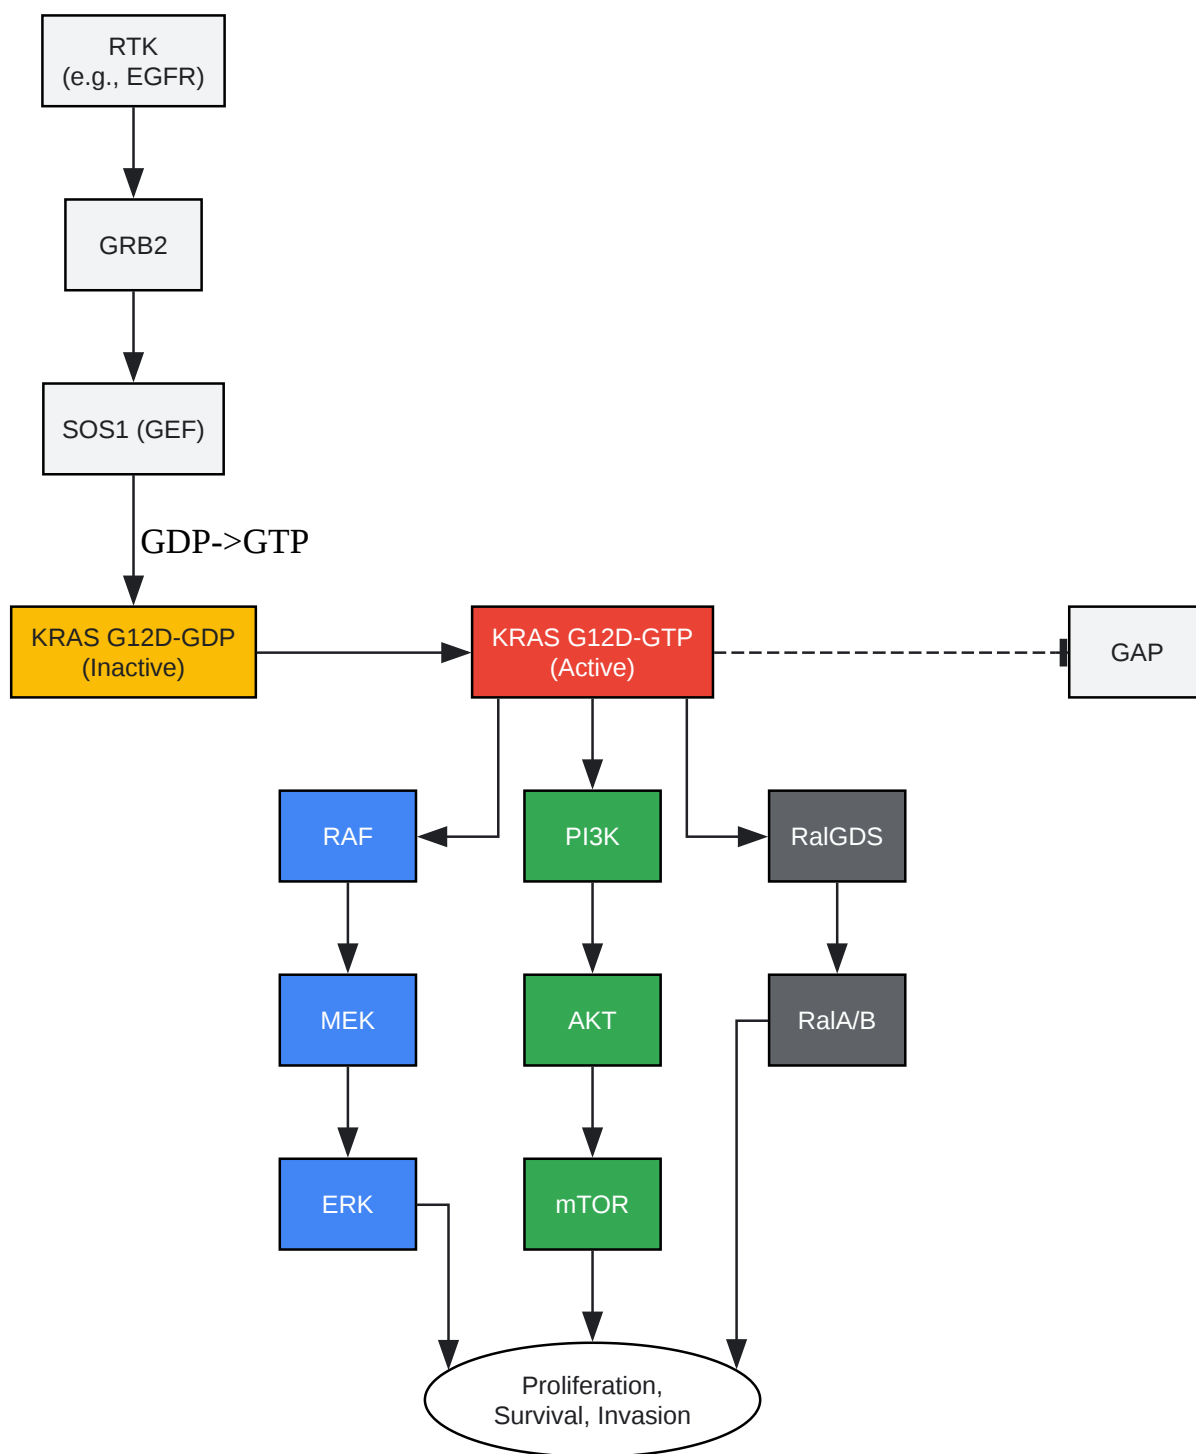 RTK
(e.g., EGFR)
GRB2
SOS1 (GEF)
GDP->GTP
KRAS G12D-GDP
(Inactive)
KRAS G12D-GTP
(Active)
GAP
RAF
PI3K
RalGDS
MEK
AKT
RalA/B
ERK
mTOR
Proliferation,
Survival, Invasion